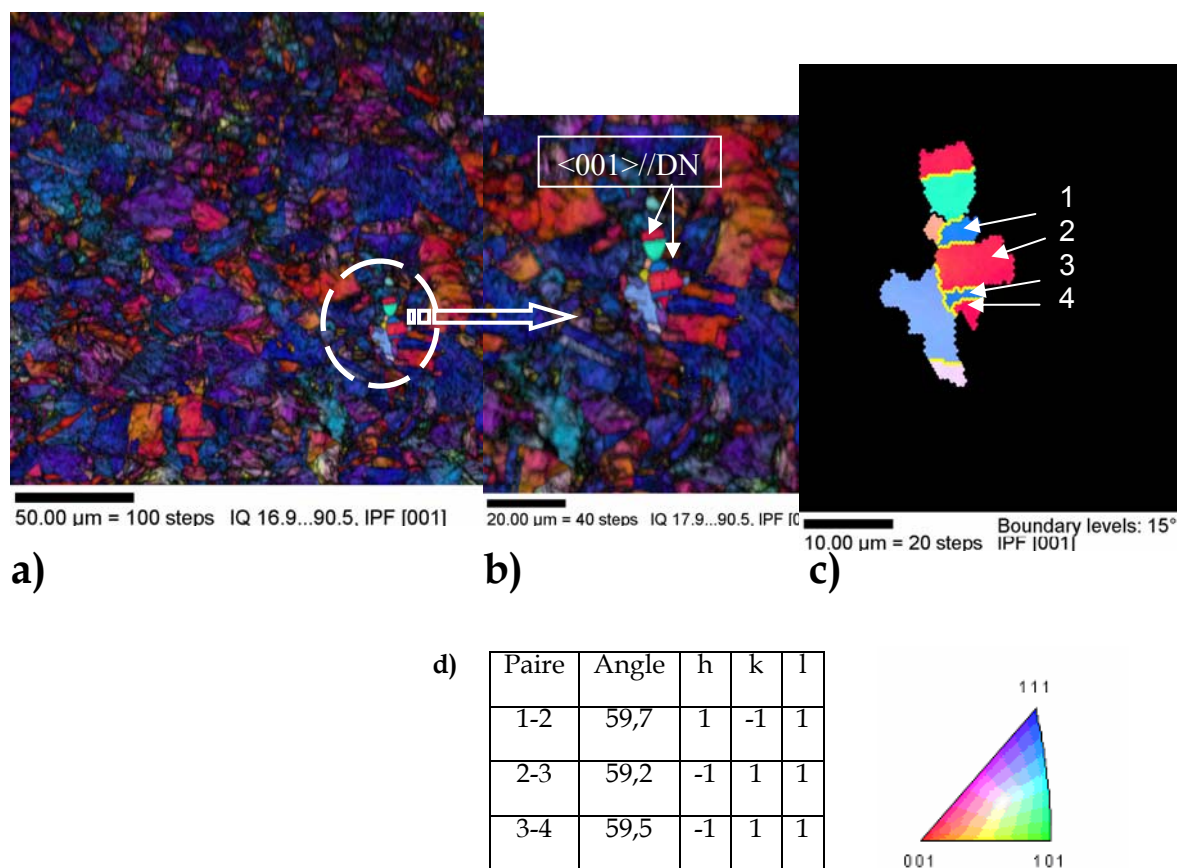 <001>//DN
1
2
3
4
50.00 µm = 100 steps IQ 16.9...90.5, IPF [001]
20.00 µm = 40 steps IQ 17.9...90.5, IPF [0
Boundary levels: 15°
10.00 µm = 20 steps IPF [001]
a)
b)
c)
d)
Paire Angle h k l
1-2 59,7 1 -1 1
2-3 59,2 -1 1 1
3-4 59,5 -1 1 1
111
001 101